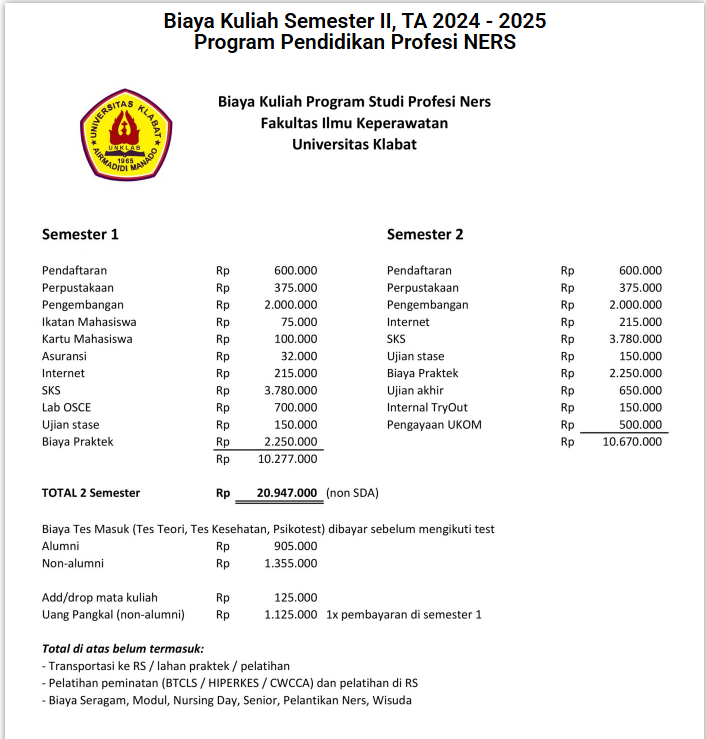 Biaya Kuliah Semester II, TA 2024 - 2025
Program Pendidikan Profesi NERS
UNIVERSITAS KLABAT
UNKLAB
1965
AIRMADIDI MANADO
Biaya Kuliah Program Studi Profesi Ners
Fakultas Ilmu Keperawatan
Universitas Klabat
Semester 1
Pendaftaran Rp 600.000
Perpustakaan Rp 375.000
Pengembangan Rp 2.000.000
Ikatan Mahasiswa Rp 75.000
Kartu Mahasiswa Rp 100.000
Asuransi Rp 32.000
Internet Rp 215.000
SKS Rp 3.780.000
Lab OSCE Rp 700.000
Ujian stase Rp 150.000
Biaya Praktek Rp 2.250.000
Rp 10.277.000
Semester 2
Pendaftaran Rp 600.000
Perpustakaan Rp 375.000
Pengembangan Rp 2.000.000
Internet Rp 215.000
SKS Rp 3.780.000
Ujian stase Rp 150.000
Biaya Praktek Rp 2.250.000
Ujian akhir Rp 650.000
Internal TryOut Rp 150.000
Pengayaan UKOM Rp 500.000
Rp 10.670.000
TOTAL 2 Semester Rp 20.947.000 (non SDA)
Biaya Tes Masuk (Tes Teori, Tes Kesehatan, Psikotest) dibayar sebelum mengikuti test
Alumni Rp 905.000
Non-alumni Rp 1.355.000
Add/drop mata kuliah Rp 125.000
Uang Pangkal (non-alumni) Rp 1.125.000 1x pembayaran di semester 1
Total di atas belum termasuk:
- Transportasi ke RS / lahan praktek / pelatihan
- Pelatihan peminatan (BTCLS / HIPERKES / CWCCA) dan pelatihan di RS
- Biaya Seragam, Modul, Nursing Day, Senior, Pelantikan Ners, Wisuda